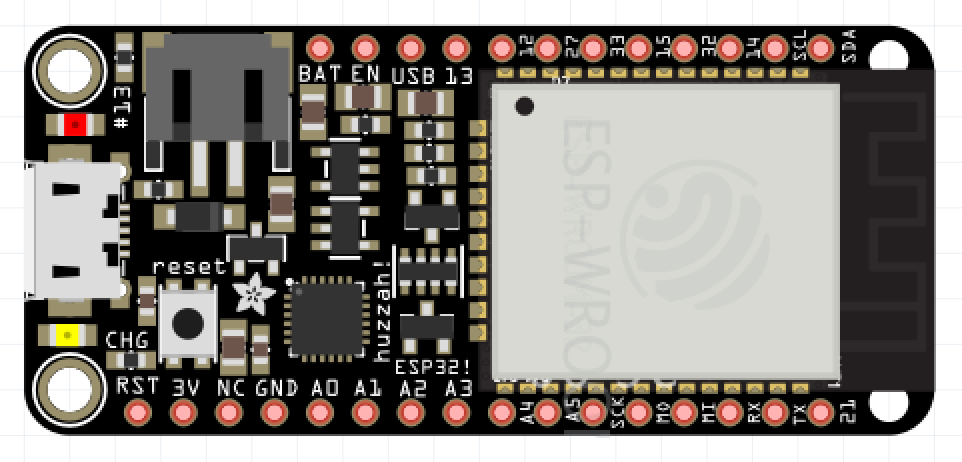 BAT EN USB 13 12 27 33 15 32 14 SCL SDA
#13
ESP-WRO
reset
huzzah!
CHG
ESP32!
RST 3V NC GND A0 A1 A2 A3 A4 A5 SCK MO MI RX TX 21